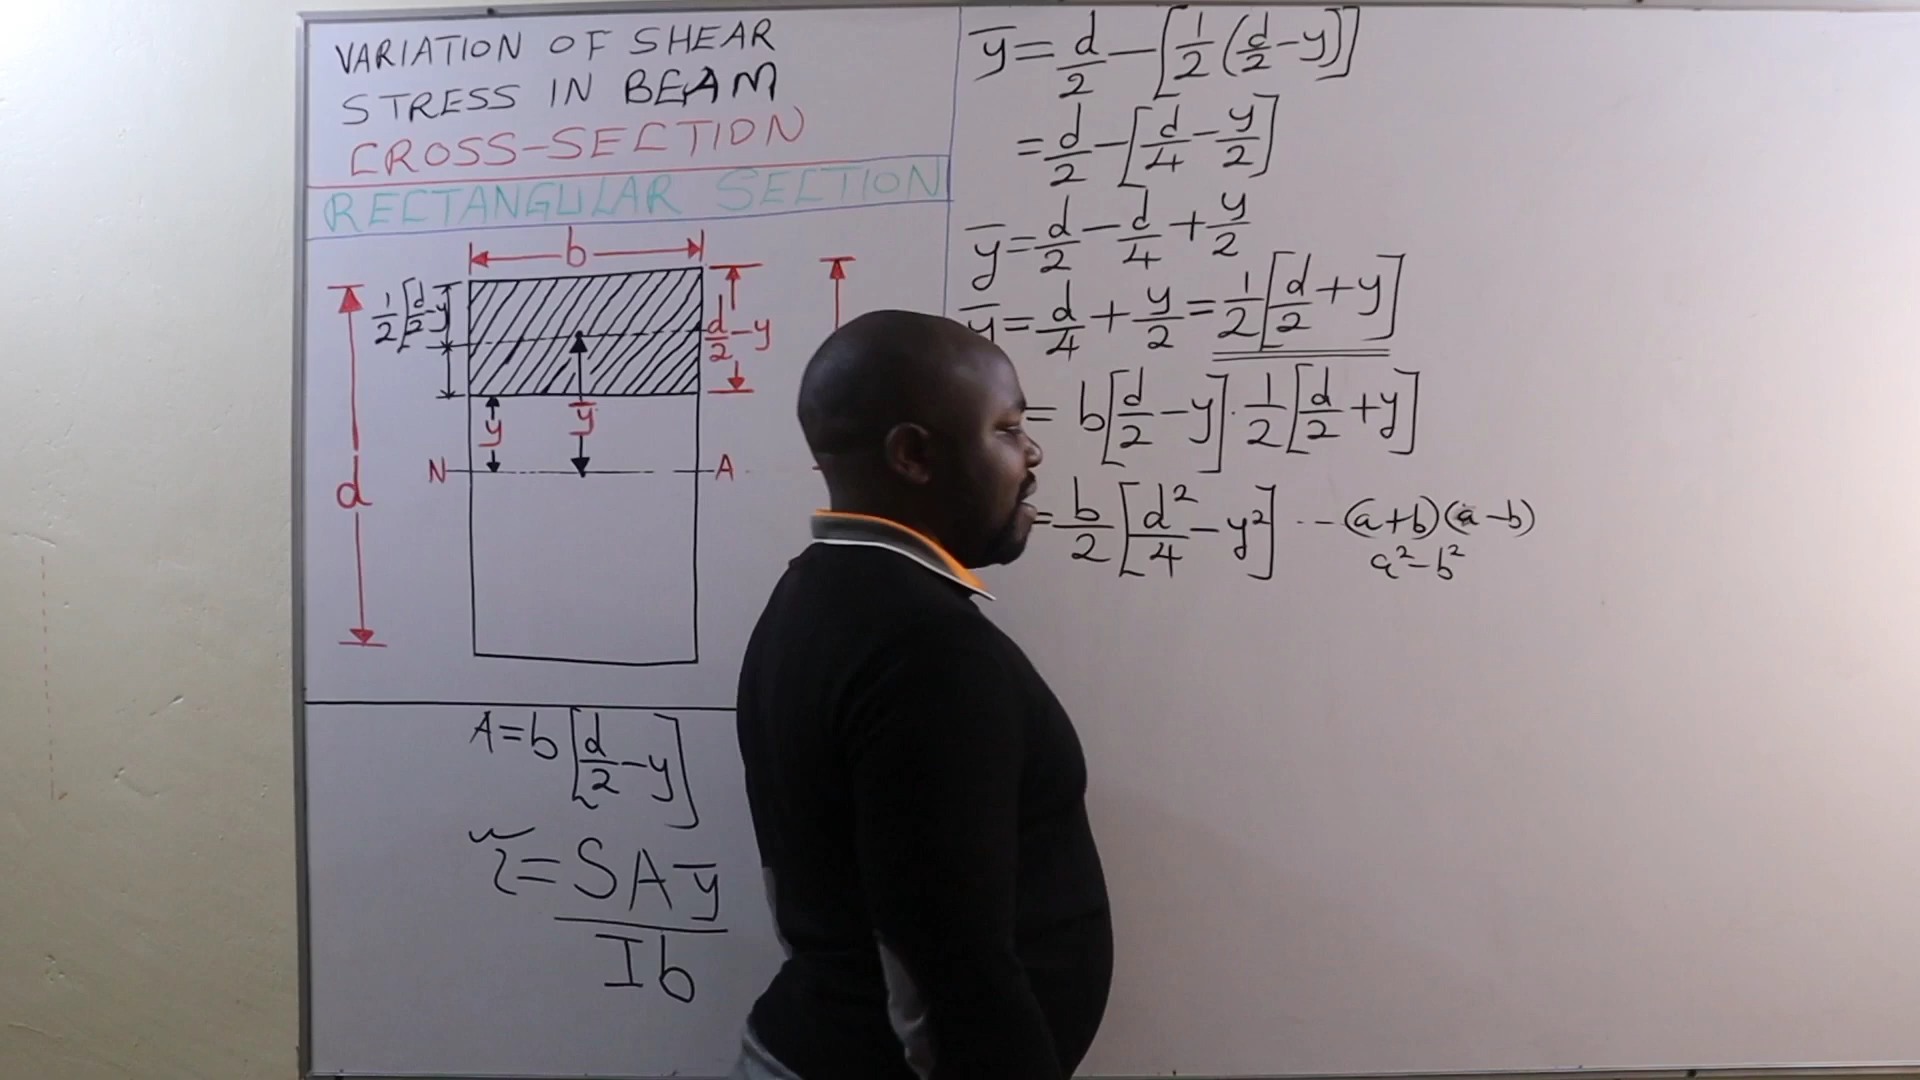 VARIATION OF SHEAR
STRESS IN BEAM
CROSS-SECTION
RECTANGULAR SECTION
b
1/2[d/2-y]
d/2-y
y
ȳ
N
A
d
A=b[d/2-y]
τ=SAȳ/Ib
ȳ=d/2-[1/2(d/2-y)]
=d/2-[d/4-y/2]
ȳ=d/2-d/4+y/2
ȳ=d/4+y/2=1/2[d/2+y]
= b[d/2-y]·1/2[d/2+y]
=b/2[d²/4-y²] --(a+b)(a-b)
a²-b²